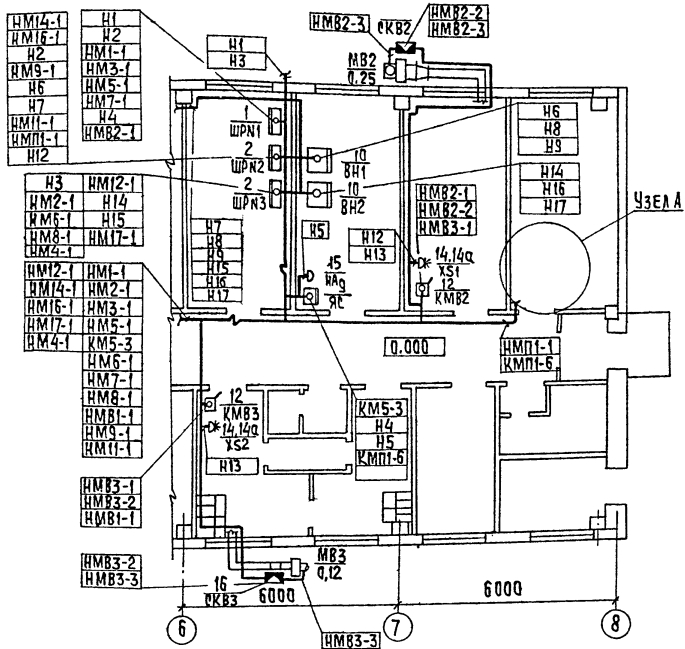 НМ14-1
НМ16-1
Н2
НМ9-1
Н6
Н7
НМ11-1
НМП1-1
Н12
Н1
Н2
НМ1-1
НМ3-1
НМ5-1
НМ7-1
Н4
НМВ2-1
Н1
Н3
НМВ2-3
СКВ2
НМВ2-2
НМВ2-3
МВ2
0,25
1
ШРN1
2
ШРN2
2
ШРN3
10
ВН1
10
ВН2
Н6
Н8
Н9
Н14
Н16
Н17
УЗЕЛ А
Н3 НМ12-1
НМ2-1 Н14
НМ6-1 Н15
НМ8-1 НМ17-1
НМ4-1
Н7
Н8
Н9
Н15
Н16
Н17
Н5
15
НАд
9
ЯС
Н12
Н13
НМВ2-1
НМВ2-2
НМВ3-1
14,14а
XS1
12
КМВ2
НМ12-1 НМ1-1
НМ14-1 НМ2-1
НМ16-1 НМ3-1
НМ17-1 НМ5-1
НМ4-1 КМ5-3
НМ6-1
НМ7-1
НМ8-1
НМВ1-1
НМ9-1
НМ11-1
0.000
НМП1-1
КМП1-6
12
КМВ3
14,14а
XS2
Н13
КМ5-3
Н4
Н5
КМП1-6
НМВ3-1
НМВ3-2
НМВ1-1
НМВ3-2
НМВ3-3
16
СКВ3
МВ3
0,12
НМВ3-3
6000
6000
6
7
8